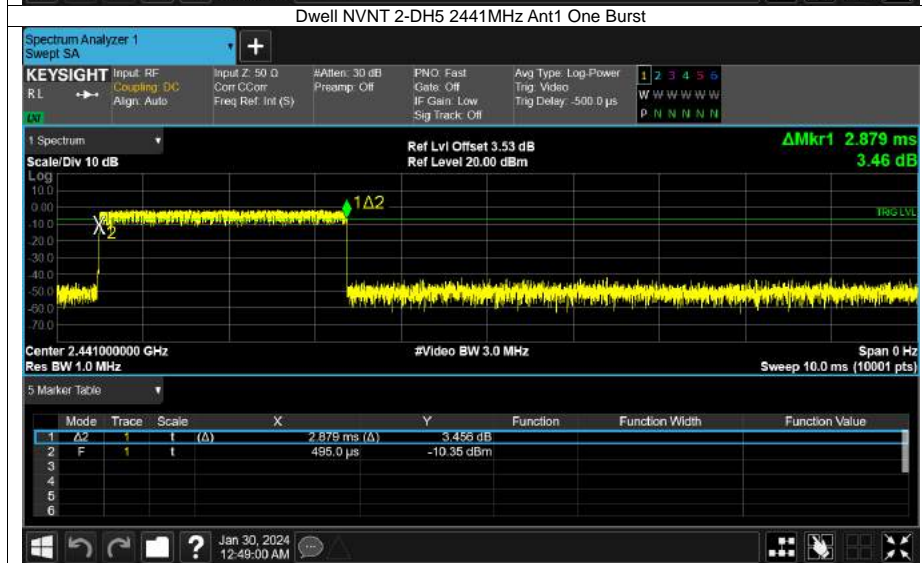 Dwell NVNT 2-DH5 2441MHz Ant1 One Burst
Spectrum Analyzer 1
Swept SA
+
KEYSIGHT
RL
Input: RF
Coupling: DC
Align: Auto
Input Z: 50 Ω
Corr CCorr
Freq Ref: Int (S)
#Atten: 30 dB
Preamp: Off
PNO: Fast
Gate: Off
IF Gain: Low
Sig Track: Off
Avg Type: Log-Power
Trig: Video
Trig Delay: -500.0 µs
1 2 3 4 5 6
W W W W W W
P N N N N N
1 Spectrum
Scale/Div 10 dB
Ref Lvl Offset 3.53 dB
Ref Level 20.00 dBm
ΔMkr1 2.879 ms
3.46 dB
Log
10.0
0.00
-10.0
-20.0
-30.0
-40.0
-50.0
-60.0
-70.0
1Δ2
X2
TRIG LVL
Center 2.441000000 GHz
#Video BW 3.0 MHz
Span 0 Hz
Res BW 1.0 MHz
Sweep 10.0 ms (10001 pts)
5 Marker Table
Mode Trace Scale X Y Function Function Width Function Value
1 Δ2 1 t (Δ) 2.879 ms (Δ) 3.456 dB
2 F 1 t 495.0 µs -10.35 dBm
3
4
5
6
?
Jan 30, 2024
12:49:00 AM